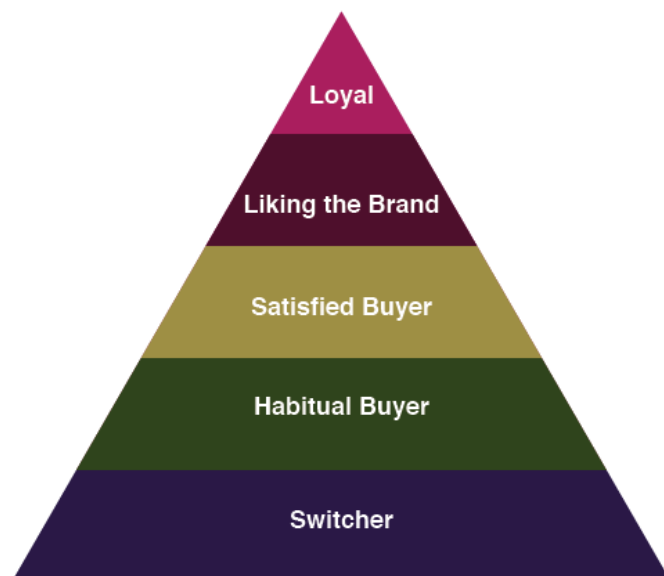 Loyal
Liking the Brand
Satisfied Buyer
Habitual Buyer
Switcher